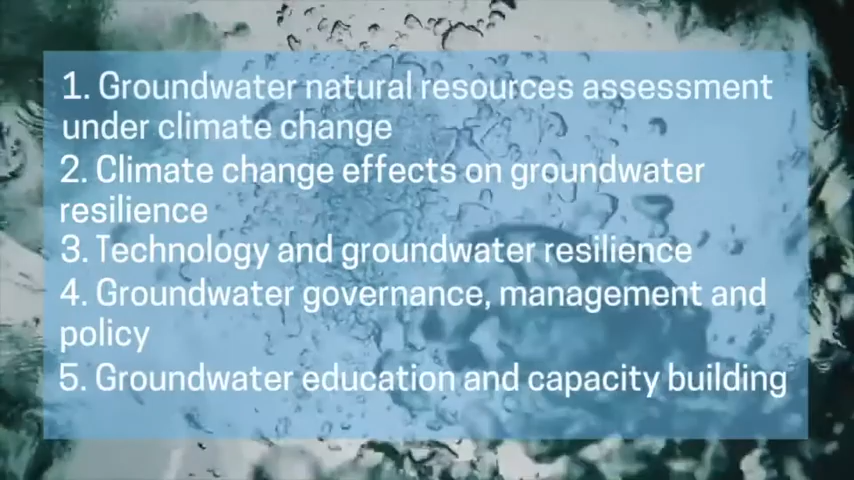 1. Groundwater natural resources assessment
under climate change
2. Climate change effects on groundwater
resilience
3. Technology and groundwater resilience
4. Groundwater governance, management and
policy
5. Groundwater education and capacity building